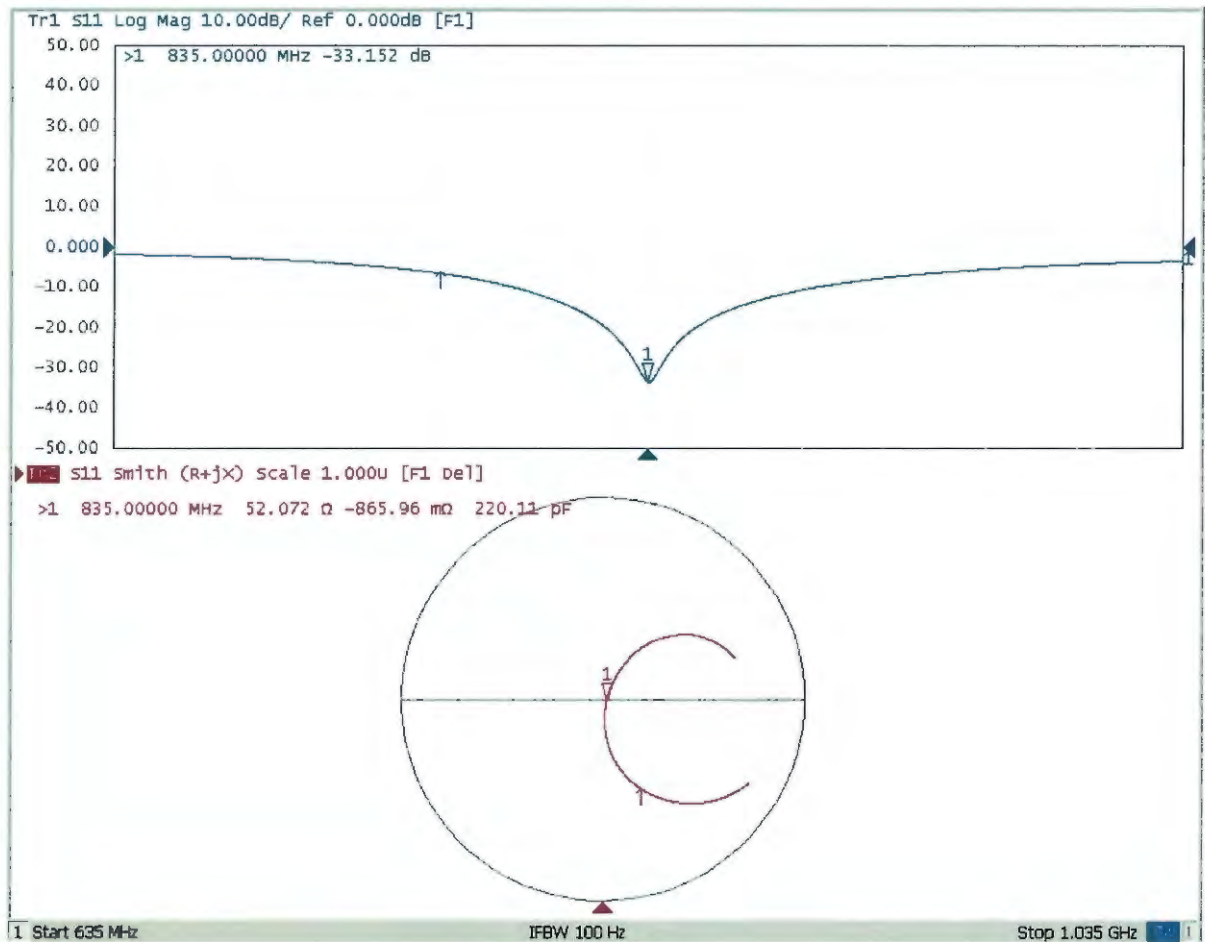 Tr1 S11 Log Mag 10.00dB/ Ref 0.000dB [F1]
50.00
>1 835.00000 MHz -33.152 dB
40.00
30.00
20.00
10.00
0.000
-10.00
-20.00
-30.00
-40.00
-50.00
1
1
S11 Smith (R+jX) Scale 1.000U [F1 Del]
>1 835.00000 MHz 52.072 Ω -865.96 mΩ 220.11 pF
1
1 Start 635 MHz IFBW 100 Hz Stop 1.035 GHz